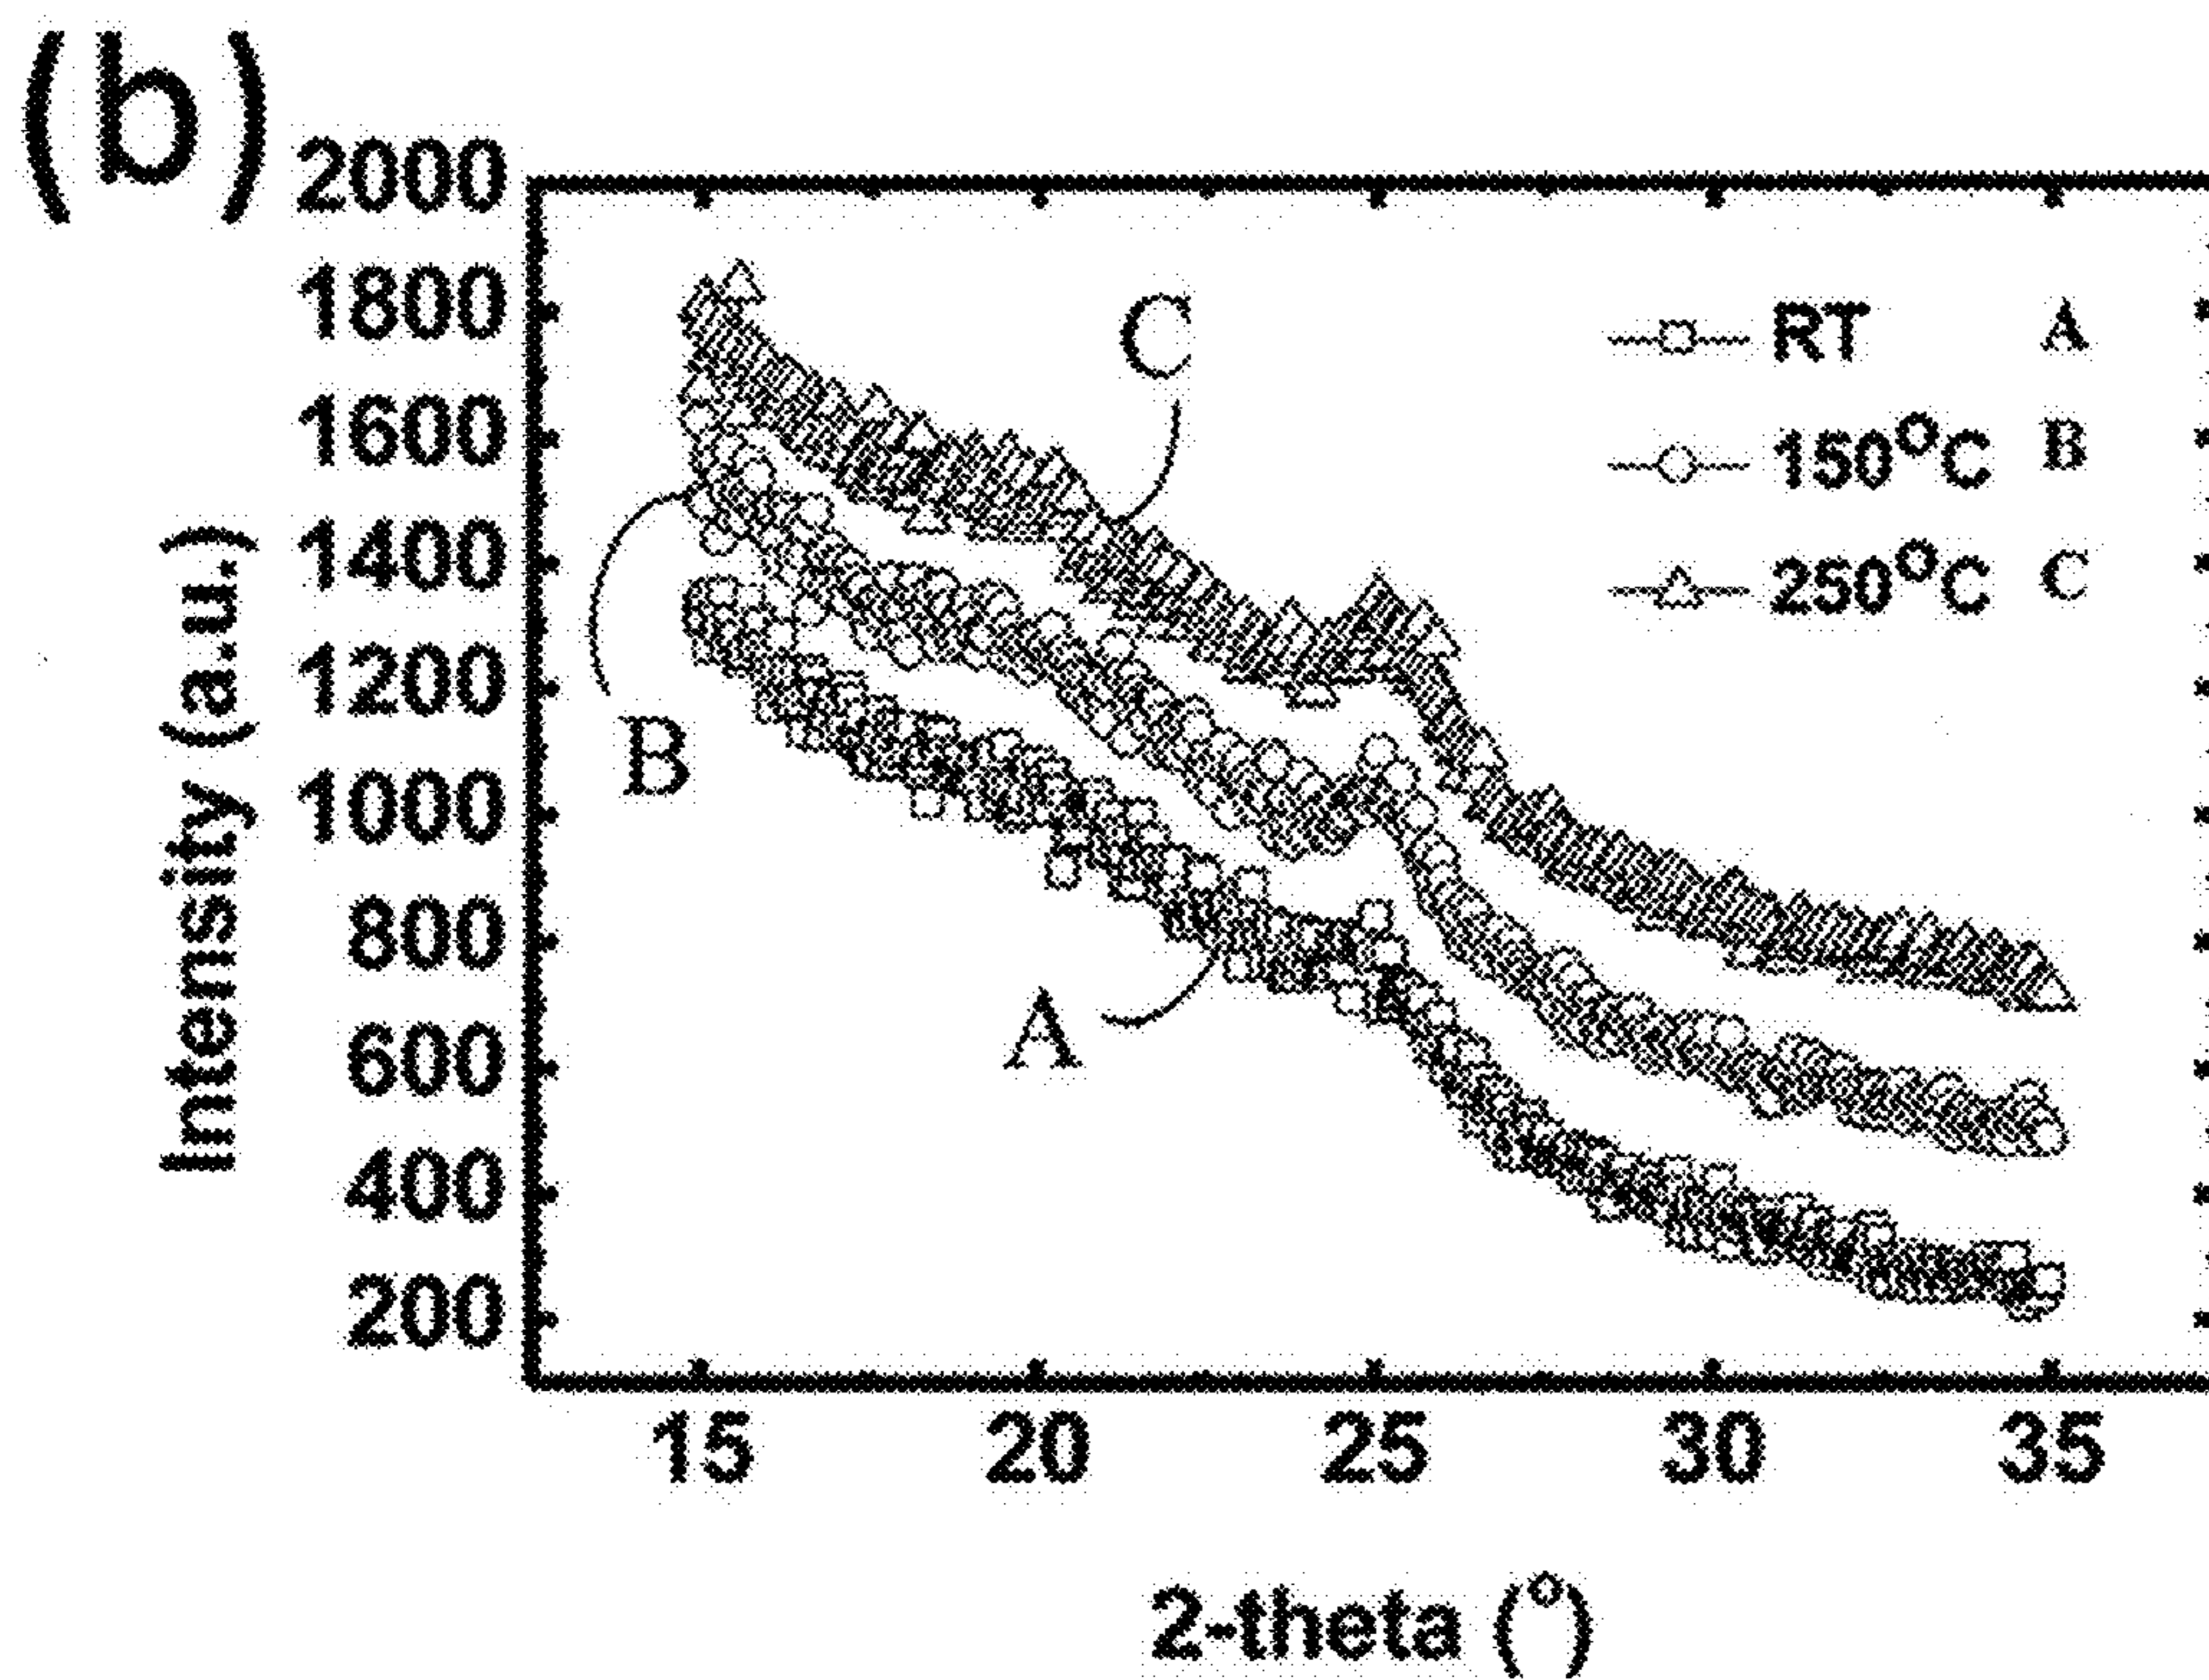 (b)
2000
1800
1600
1400
1200
1000
800
600
400
200
Intensity (a.u.)
C
B
A
RT A
150°C B
250°C C
15 20 25 30 35
2-theta (°)